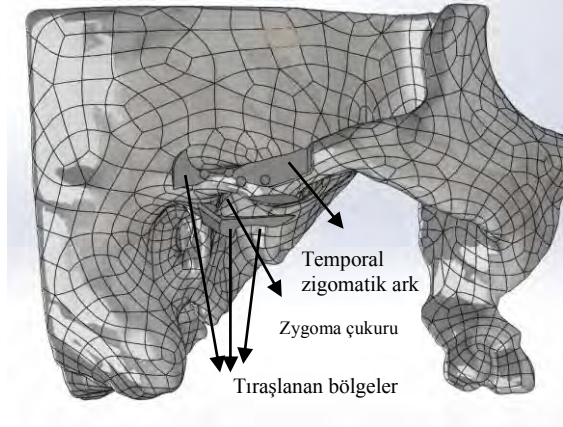 Temporal
zigomatik ark
Zygoma çukuru
Tıraşlanan bölgeler